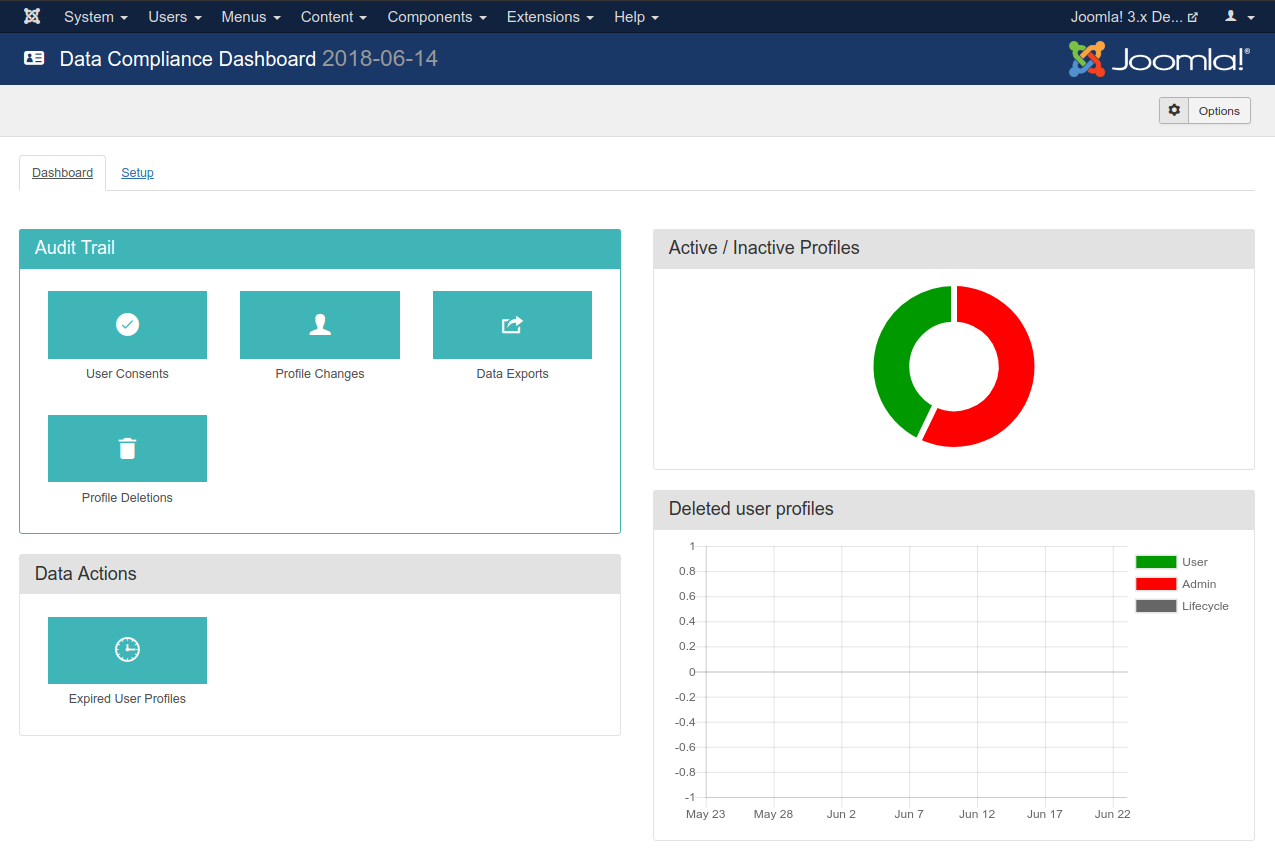 System Users Menus Content Components Extensions Help Joomla! 3.x De...
Data Compliance Dashboard 2018-06-14 Joomla!®
Options
Dashboard Setup
Audit Trail
User Consents Profile Changes Data Exports
Profile Deletions
Data Actions
Expired User Profiles
Active / Inactive Profiles
Deleted user profiles
1
0.8
0.6
0.4
0.2
0
-0.2
-0.4
-0.6
-0.8
-1
May 23 May 28 Jun 2 Jun 7 Jun 12 Jun 17 Jun 22
User
Admin
Lifecycle